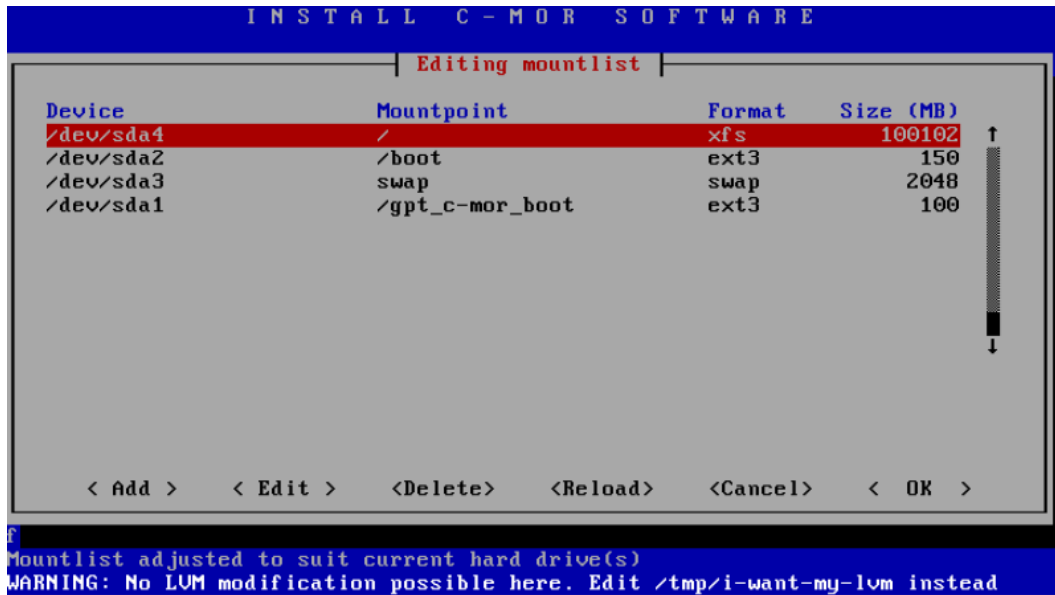 INSTALL C-MOR SOFTWARE
Editing mountlist
Device Mountpoint Format Size (MB)
/dev/sda4 / xfs 100102
/dev/sda2 /boot ext3 150
/dev/sda3 swap swap 2048
/dev/sda1 /gpt_c-mor_boot ext3 100
< Add > < Edit > <Delete> <Reload> <Cancel> < OK >
f
Mountlist adjusted to suit current hard drive(s)
WARNING: No LVM modification possible here. Edit /tmp/i-want-my-lvm instead